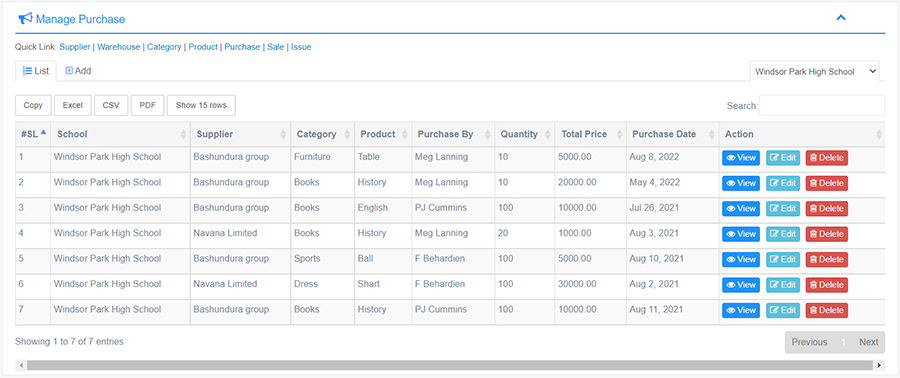 Manage Purchase
Quick Link: Supplier | Warehouse | Category | Product | Purchase | Sale | Issue
List Add Windsor Park High School
Copy Excel CSV PDF Show 15 rows Search:
#SL School Supplier Category Product Purchase By Quantity Total Price Purchase Date Action
1 Windsor Park High School Bashundura group Furniture Table Meg Lanning 10 5000.00 Aug 8, 2022 View Edit Delete
2 Windsor Park High School Bashundura group Books History Meg Lanning 10 20000.00 May 4, 2022 View Edit Delete
3 Windsor Park High School Bashundura group Books English PJ Cummins 100 10000.00 Jul 26, 2021 View Edit Delete
4 Windsor Park High School Navana Limited Books History Meg Lanning 20 1000.00 Aug 3, 2021 View Edit Delete
5 Windsor Park High School Bashundura group Sports Ball F Behardien 100 5000.00 Aug 10, 2021 View Edit Delete
6 Windsor Park High School Navana Limited Dress Shart F Behardien 100 30000.00 Aug 2, 2021 View Edit Delete
7 Windsor Park High School Bashundura group Books History PJ Cummins 100 10000.00 Aug 11, 2021 View Edit Delete
Showing 1 to 7 of 7 entries Previous 1 Next